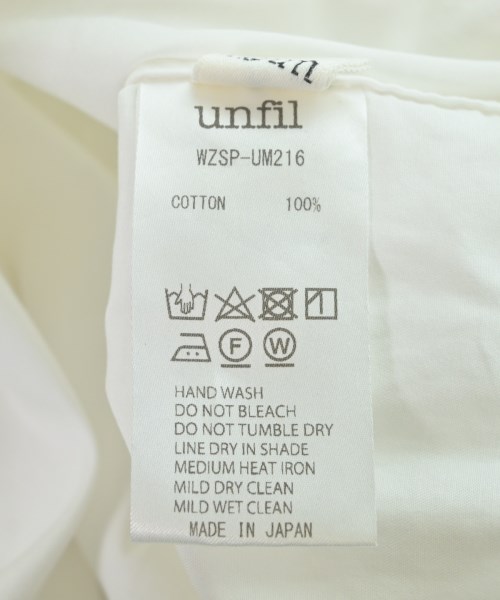 unfil
WZSP-UM216
COTTON 100%
F W
HAND WASH
DO NOT BLEACH
DO NOT TUMBLE DRY
LINE DRY IN SHADE
MEDIUM HEAT IRON
MILD DRY CLEAN
MILD WET CLEAN
MADE IN JAPAN